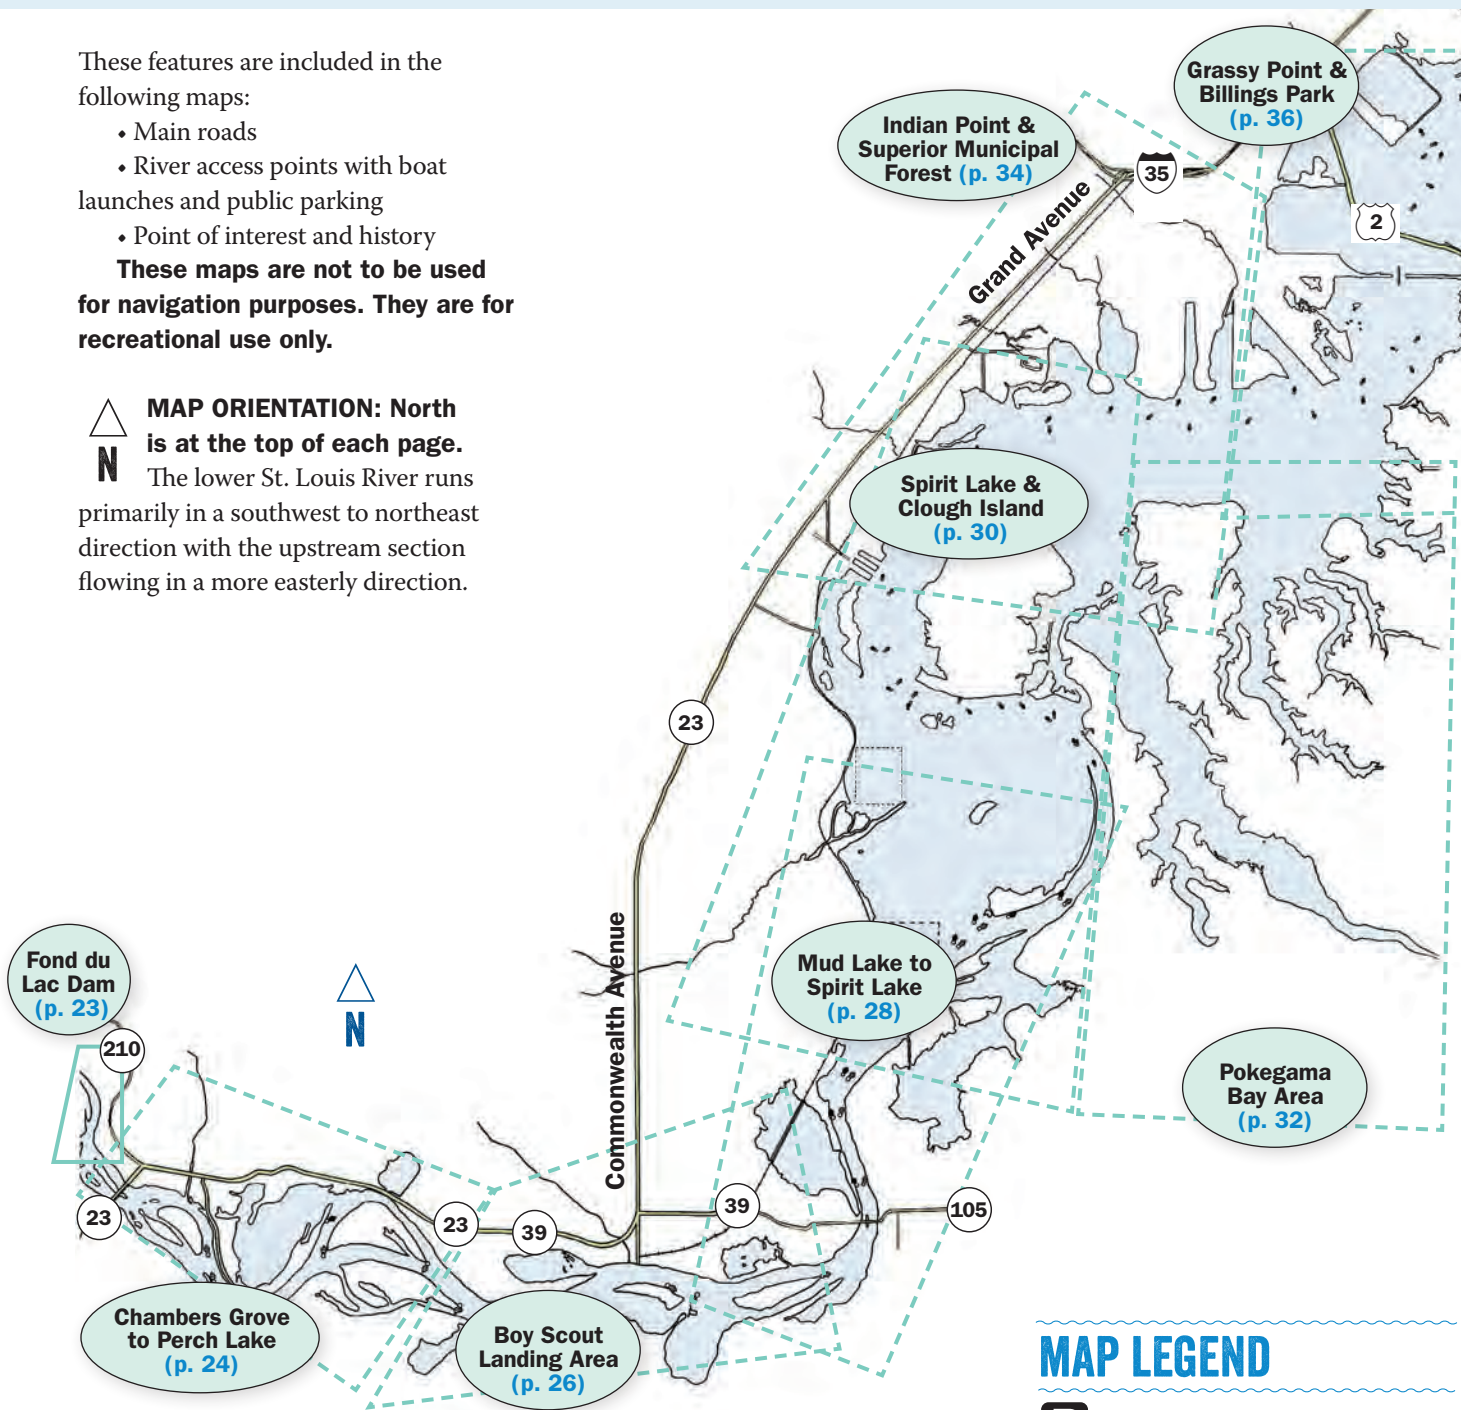 These features are included in the
following maps:
• Main roads
• River access points with boat
launches and public parking
• Point of interest and history
These maps are not to be used
for navigation purposes. They are for
recreational use only.
MAP ORIENTATION: North
is at the top of each page.
N
The lower St. Louis River runs
primarily in a southwest to northeast
direction with the upstream section
flowing in a more easterly direction.
Grassy Point &
Billings Park
(p. 36)
Indian Point &
Superior Municipal
Forest (p. 34)
35
2
Grand Avenue
Spirit Lake &
Clough Island
(p. 30)
23
Commonwealth Avenue
Mud Lake to
Spirit Lake
(p. 28)
Fond du
Lac Dam
(p. 23)
N
210
Pokegama
Bay Area
(p. 32)
23
23
39
39
105
Chambers Grove
to Perch Lake
(p. 24)
Boy Scout
Landing Area
(p. 26)
MAP LEGEND